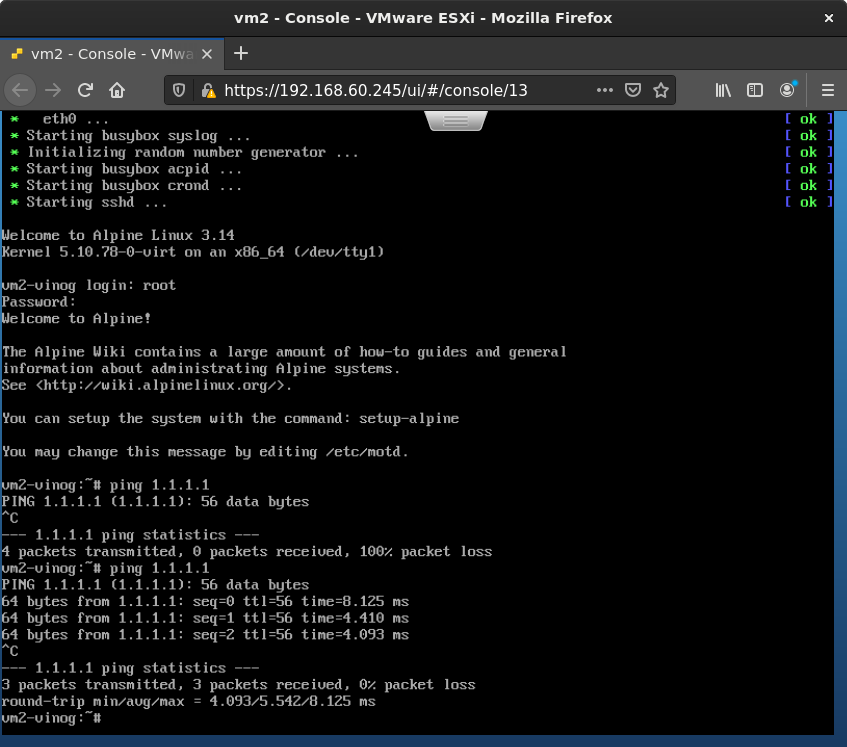 vm2 - Console - VMware ESXi - Mozilla Firefox
vm2 - Console - VMwa
https://192.168.60.245/ui/#/console/13
* eth0 ... [ ok ]
* Starting busybox syslog ... [ ok ]
* Initializing random number generator ... [ ok ]
* Starting busybox acpid ... [ ok ]
* Starting busybox crond ... [ ok ]
* Starting sshd ... [ ok ]
Welcome to Alpine Linux 3.14
Kernel 5.10.78-0-virt on an x86_64 (/dev/tty1)
vm2-vinog login: root
Password:
Welcome to Alpine!
The Alpine Wiki contains a large amount of how-to guides and general
information about administrating Alpine systems.
See <http://wiki.alpinelinux.org/>.
You can setup the system with the command: setup-alpine
You may change this message by editing /etc/motd.
vm2-vinog:~# ping 1.1.1.1
PING 1.1.1.1 (1.1.1.1): 56 data bytes
^C
--- 1.1.1.1 ping statistics ---
4 packets transmitted, 0 packets received, 100% packet loss
vm2-vinog:~# ping 1.1.1.1
PING 1.1.1.1 (1.1.1.1): 56 data bytes
64 bytes from 1.1.1.1: seq=0 ttl=56 time=8.125 ms
64 bytes from 1.1.1.1: seq=1 ttl=56 time=4.410 ms
64 bytes from 1.1.1.1: seq=2 ttl=56 time=4.093 ms
^C
--- 1.1.1.1 ping statistics ---
3 packets transmitted, 3 packets received, 0% packet loss
round-trip min/avg/max = 4.093/5.542/8.125 ms
vm2-vinog:~#